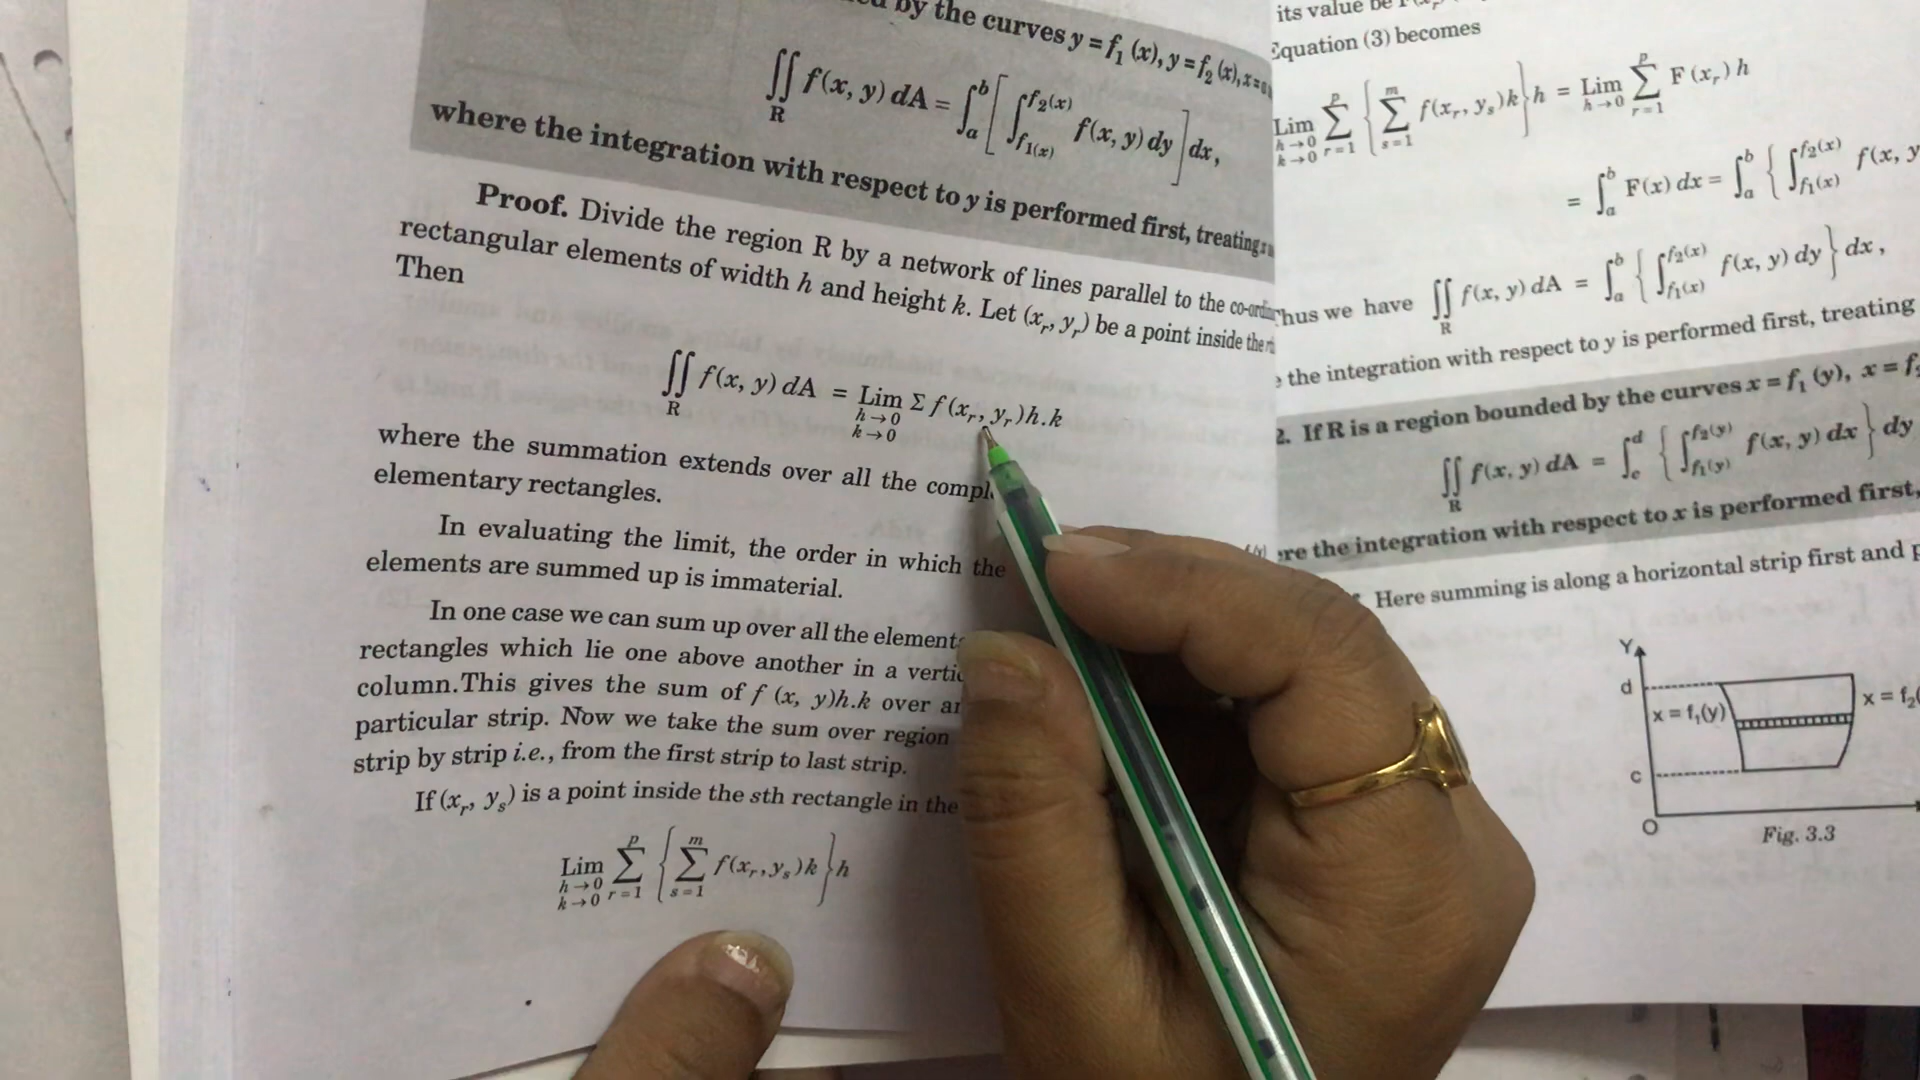 by the curves y = f₁ (x), y = f₂ (x), x = a
∬_R f(x, y) dA = ∫_a^b [ ∫_{f₁(x)}^{f₂(x)} f(x, y) dy ] dx,
where the integration with respect to y is performed first, treating x
Proof. Divide the region R by a network of lines parallel to the co-ordin
rectangular elements of width h and height k. Let (x_r, y_r) be a point inside the
Then
∬_R f(x, y) dA = Lim_{h→0 k→0} Σ f(x_r, y_r)h.k
where the summation extends over all the compl
elementary rectangles.
In evaluating the limit, the order in which the
elements are summed up is immaterial.
In one case we can sum up over all the element
rectangles which lie one above another in a vertic
column.This gives the sum of f (x, y)h.k over
particular strip. Now we take the sum over region
strip by strip i.e., from the first strip to last strip.
If (x_r, y_s) is a point inside the sth rectangle in the
Lim_{h→0 k→0} Σ_{r=1}^{p} { Σ_{s=1}^{m} f(x_r, y_s)k } h
its value be
Equation (3) becomes
Lim_{h→0 k→0} Σ_{r=1}^{p} { Σ_{s=1}^{m} f(x_r, y_s)k } h = Lim_{h→0} Σ_{r=1}^{p} F(x_r) h
= ∫_a^b F(x) dx = ∫_a^b { ∫_{f₁(x)}^{f₂(x)} f(x, y
Thus we have ∬_R f(x, y) dA = ∫_a^b { ∫_{f₁(x)}^{f₂(x)} f(x, y) dy } dx,
e the integration with respect to y is performed first, treating
2. If R is a region bounded by the curves x = f₁ (y), x = f₂
∬_R f(x, y) dA = ∫_c^d { ∫_{f₁(y)}^{f₂(y)} f(x, y) dx } dy
ere the integration with respect to x is performed first,
Here summing is along a horizontal strip first and
Y
d
x = f₁(y)
x = f₂(
c
O
Fig. 3.3